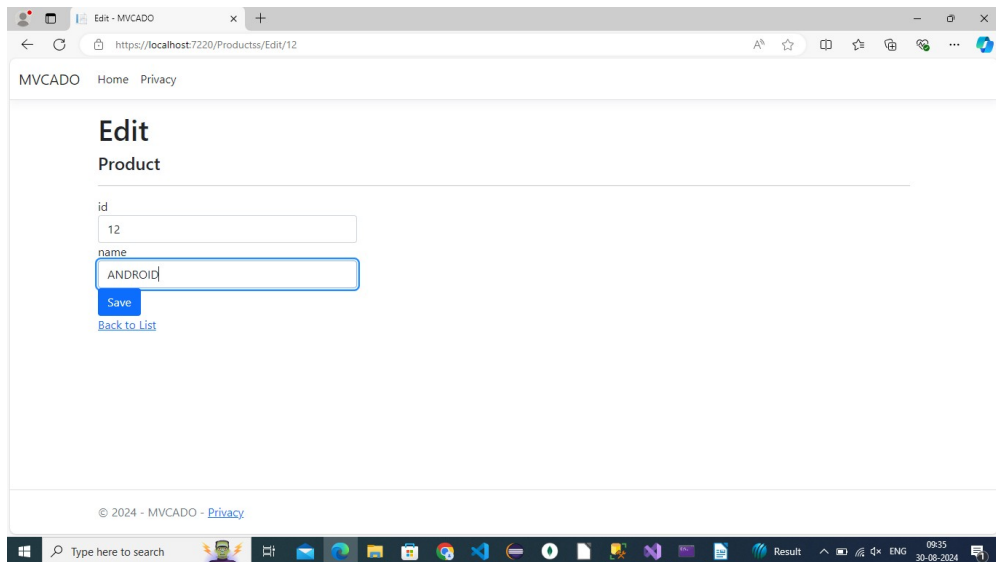 Edit - MVCADO
https://localhost:7220/Productss/Edit/12
MVCADO Home Privacy
Edit
Product
id
12
name
ANDROID
Save
Back to List
© 2024 - MVCADO - Privacy
Type here to search
Result
ENG
09:35
30-08-2024
1